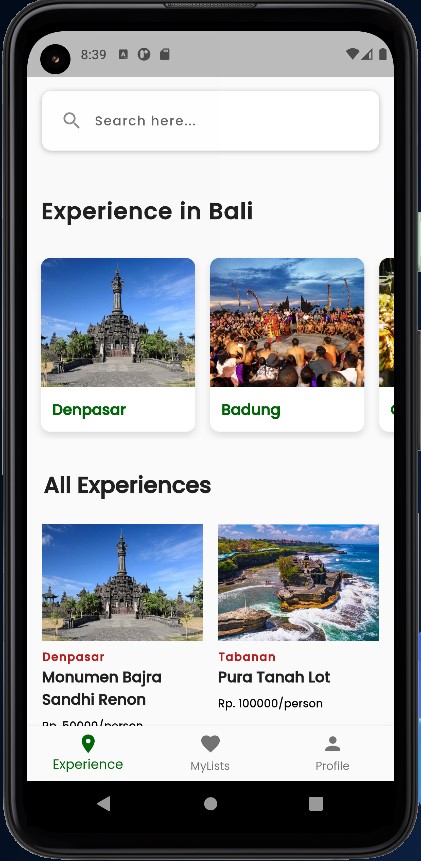 8:39
Search here...
Experience in Bali
Denpasar
Badung
All Experiences
Denpasar
Monumen Bajra
Sandhi Renon
Rp. 50000/person
Tabanan
Pura Tanah Lot
Rp. 100000/person
Experience
MyLists
Profile